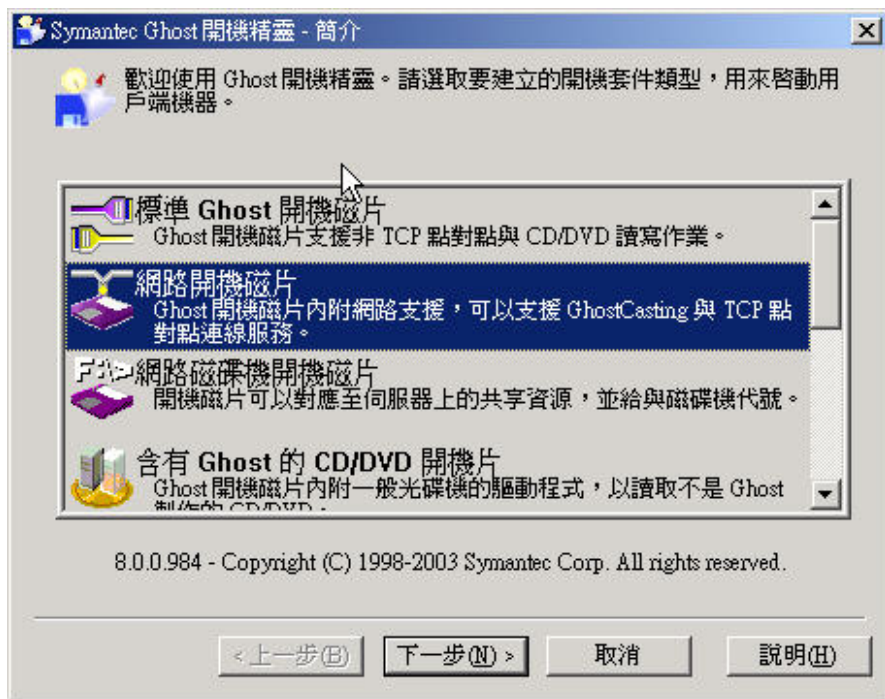 Symantec Ghost 開機精靈 - 簡介
歡迎使用 Ghost 開機精靈。請選取要建立的開機套件類型，用來啓動用
戶端機器。
標準 Ghost 開機磁片
Ghost 開機磁片支援非 TCP 點對點與 CD/DVD 讀寫作業。
網路開機磁片
Ghost 開機磁片內附網路支援，可以支援 GhostCasting 與 TCP 點
對點連線服務。
F:\>網路磁碟機開機磁片
開機磁片可以對應至伺服器上的共享資源，並給與磁碟機代號。
含有 Ghost 的 CD/DVD 開機片
Ghost 開機磁片內附一般光碟機的驅動程式，以讀取不是 Ghost
製作的 CD/DVD。
8.0.0.984 - Copyright (C) 1998-2003 Symantec Corp. All rights reserved.
<上一步(B) 下一步(N) > 取消 說明(H)